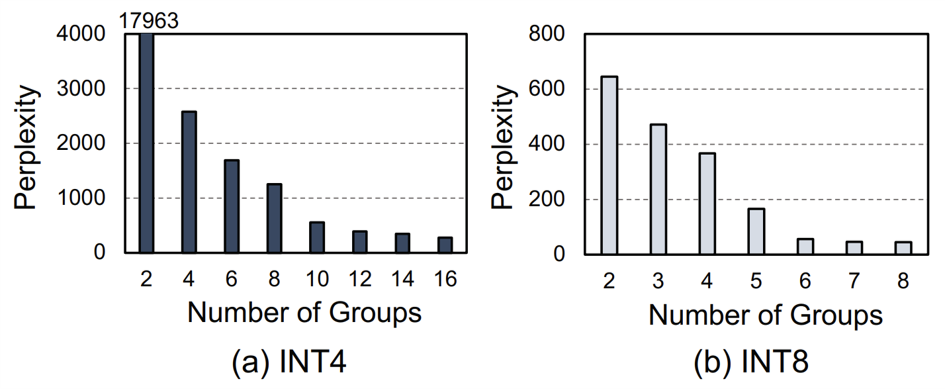 17963
4000
3000
2000
1000
0
Perplexity
2 4 6 8 10 12 14 16
Number of Groups
(a) INT4
800
600
400
200
0
Perplexity
2 3 4 5 6 7 8
Number of Groups
(b) INT8